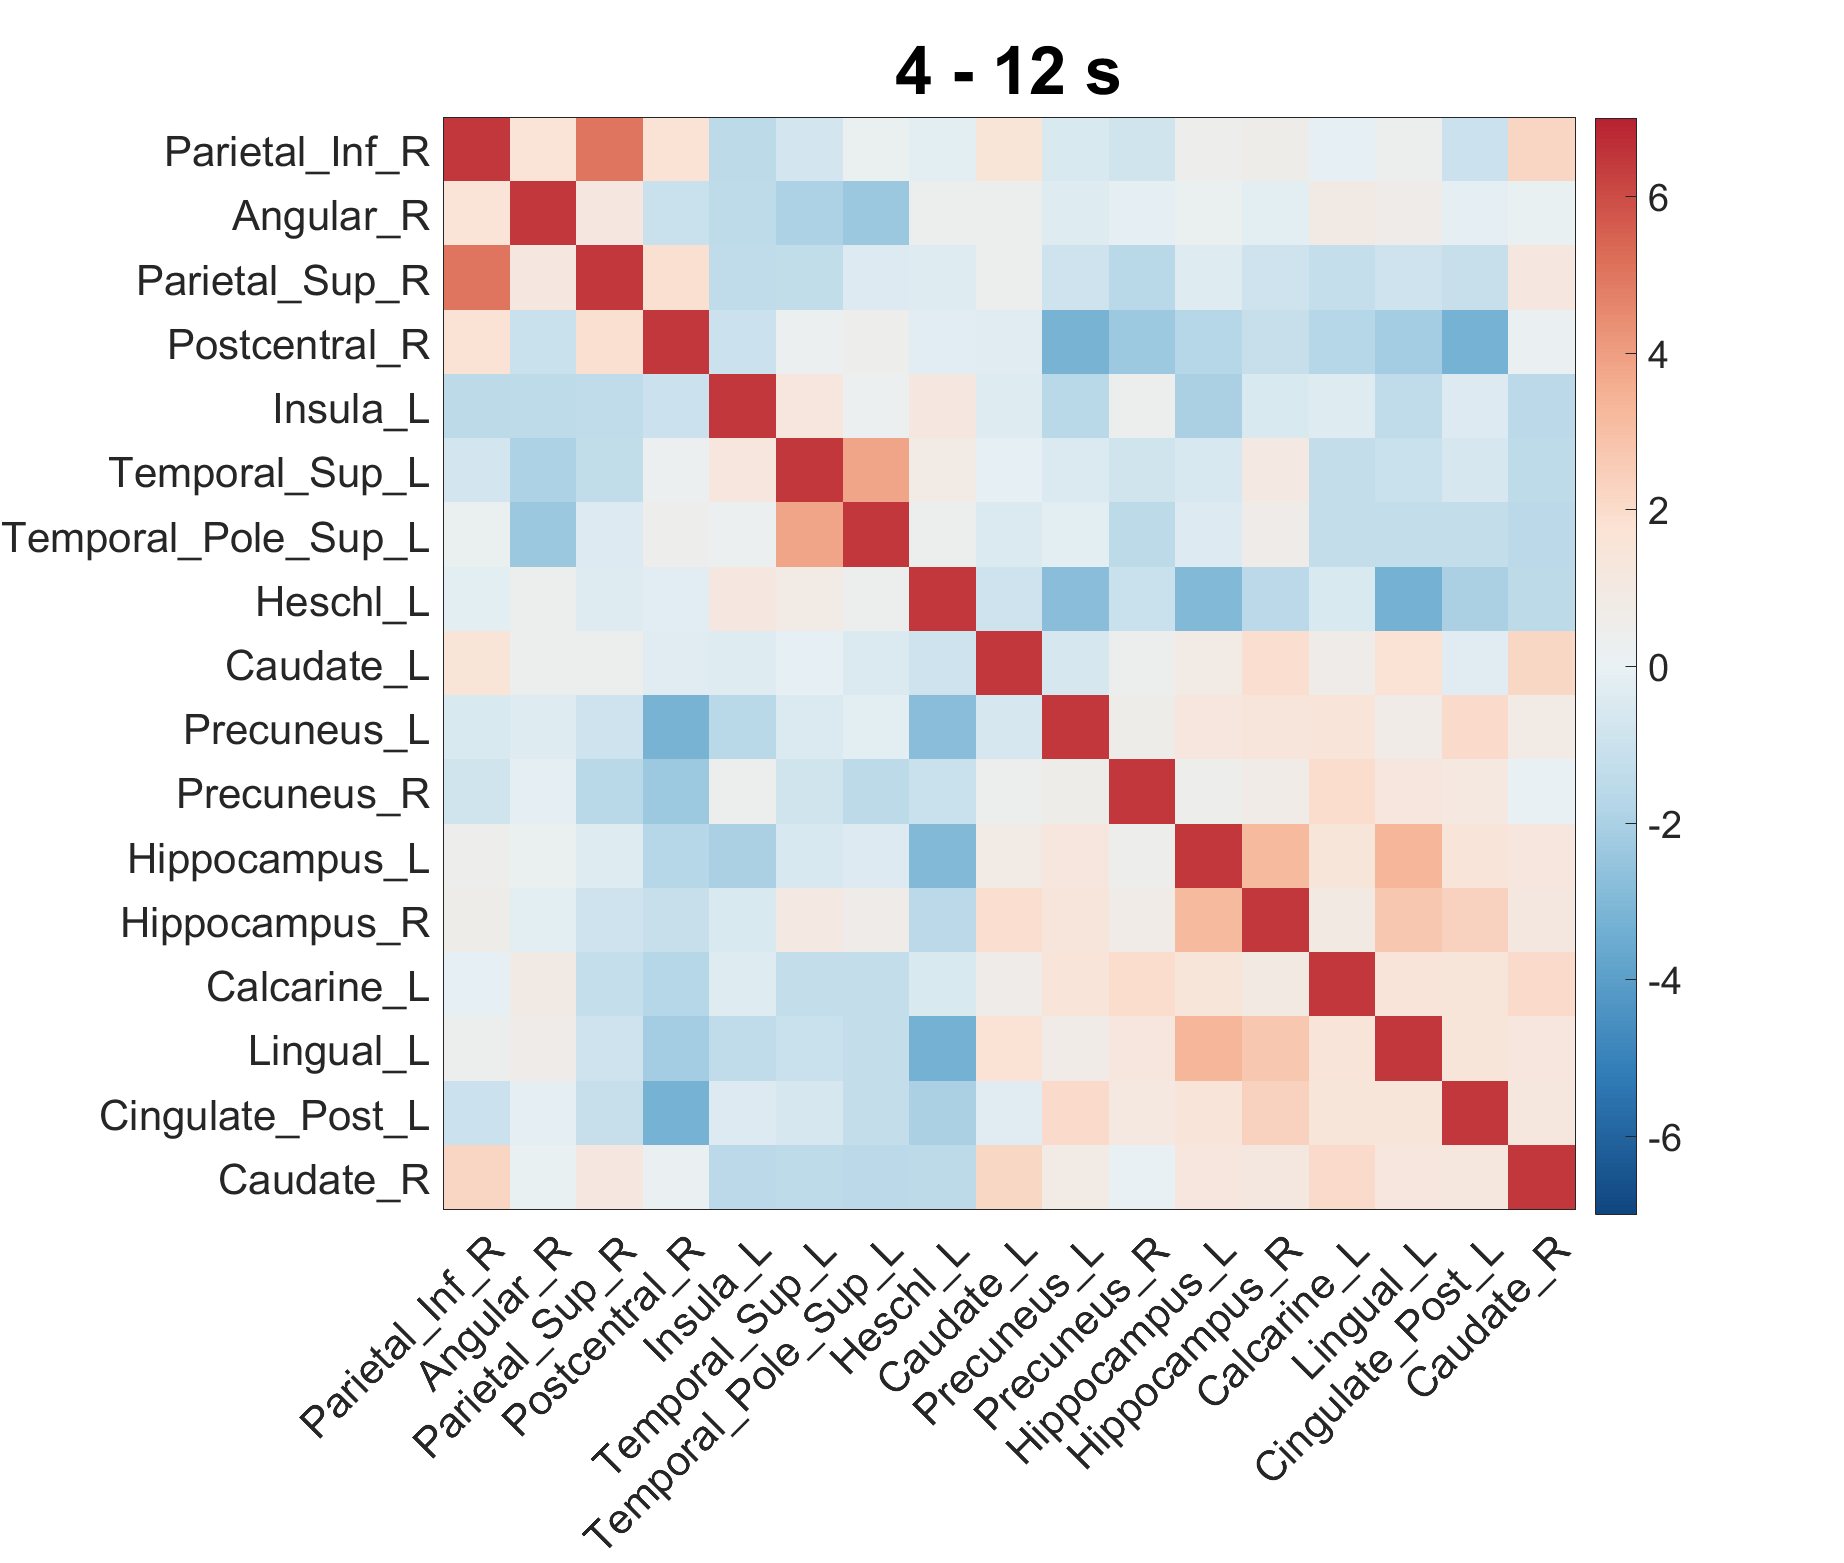 4 - 12 s
Parietal_Inf_R
Angular_R
Parietal_Sup_R
Postcentral_R
Insula_L
Temporal_Sup_L
Temporal_Pole_Sup_L
Heschl_L
Caudate_L
Precuneus_L
Precuneus_R
Hippocampus_L
Hippocampus_R
Calcarine_L
Lingual_L
Cingulate_Post_L
Caudate_R
6
4
2
0
-2
-4
-6
Parietal_Inf_R
Angular_R
Parietal_Sup_R
Postcentral_R
Insula_L
Temporal_Sup_L
Temporal_Pole_Sup_L
Heschl_L
Caudate_L
Precuneus_L
Precuneus_R
Hippocampus_L
Hippocampus_R
Calcarine_L
Lingual_L
Cingulate_Post_L
Caudate_R